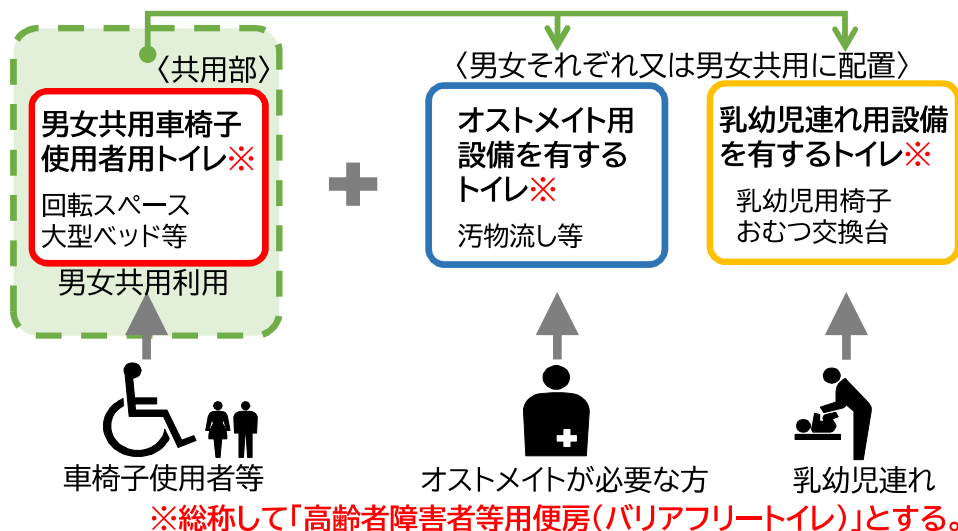 〈共用部〉
男女共用車椅子
使用者用トイレ※
回転スペース
大型ベッド等
男女共用利用
車椅子使用者等
〈男女それぞれ又は男女共用に配置〉
オストメイト用
設備を有する
トイレ※
汚物流し等
オストメイトが必要な方
乳幼児連れ用設備
を有するトイレ※
乳幼児用椅子
おむつ交換台
乳幼児連れ
※総称して「高齢者障害者等用便房(バリアフリートイレ)」とする。